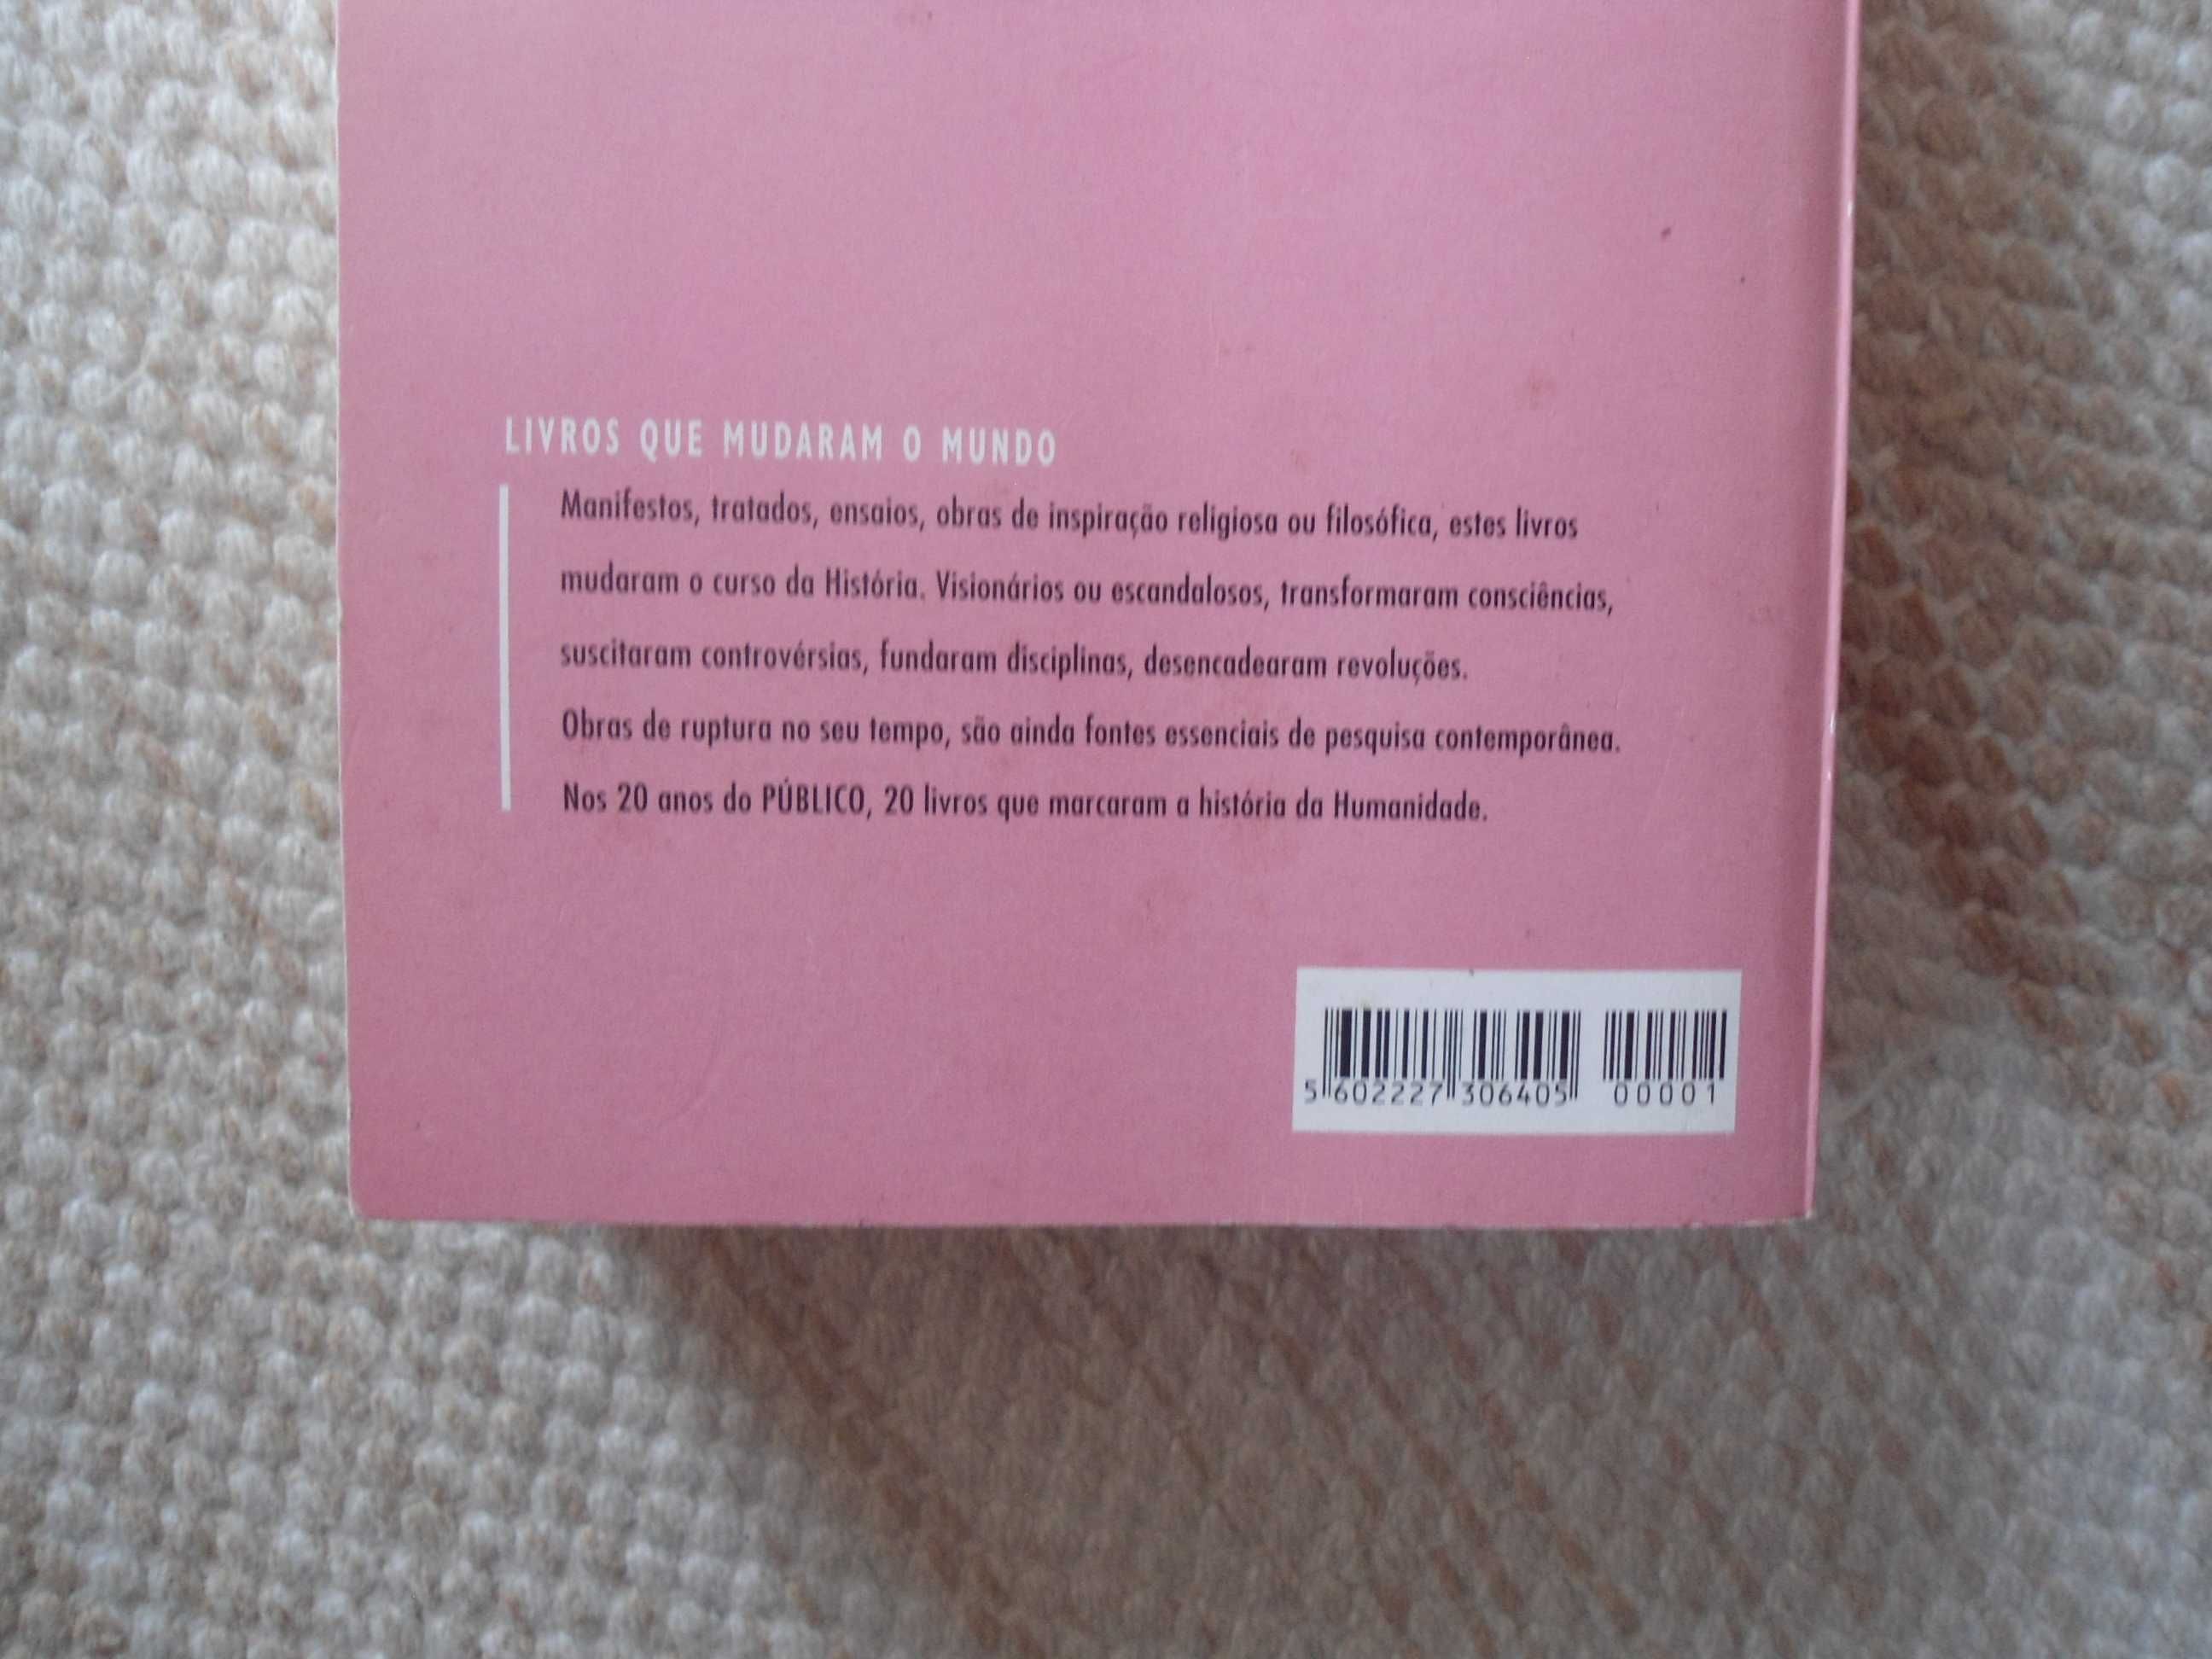 LIVROS QUE MUDARAM O MUNDO
Manifestos, tratados, ensaios, obras de inspiração religiosa ou filosófica, estes livros
mudaram o curso da História. Visionários ou escandalosos, transformaram consciências,
suscitaram controvérsias, fundaram disciplinas, desencadearam revoluções.
Obras de ruptura no seu tempo, são ainda fontes essenciais de pesquisa contemporânea.
Nos 20 anos do PÚBLICO, 20 livros que marcaram a história da Humanidade.
5 602227 306405 00001